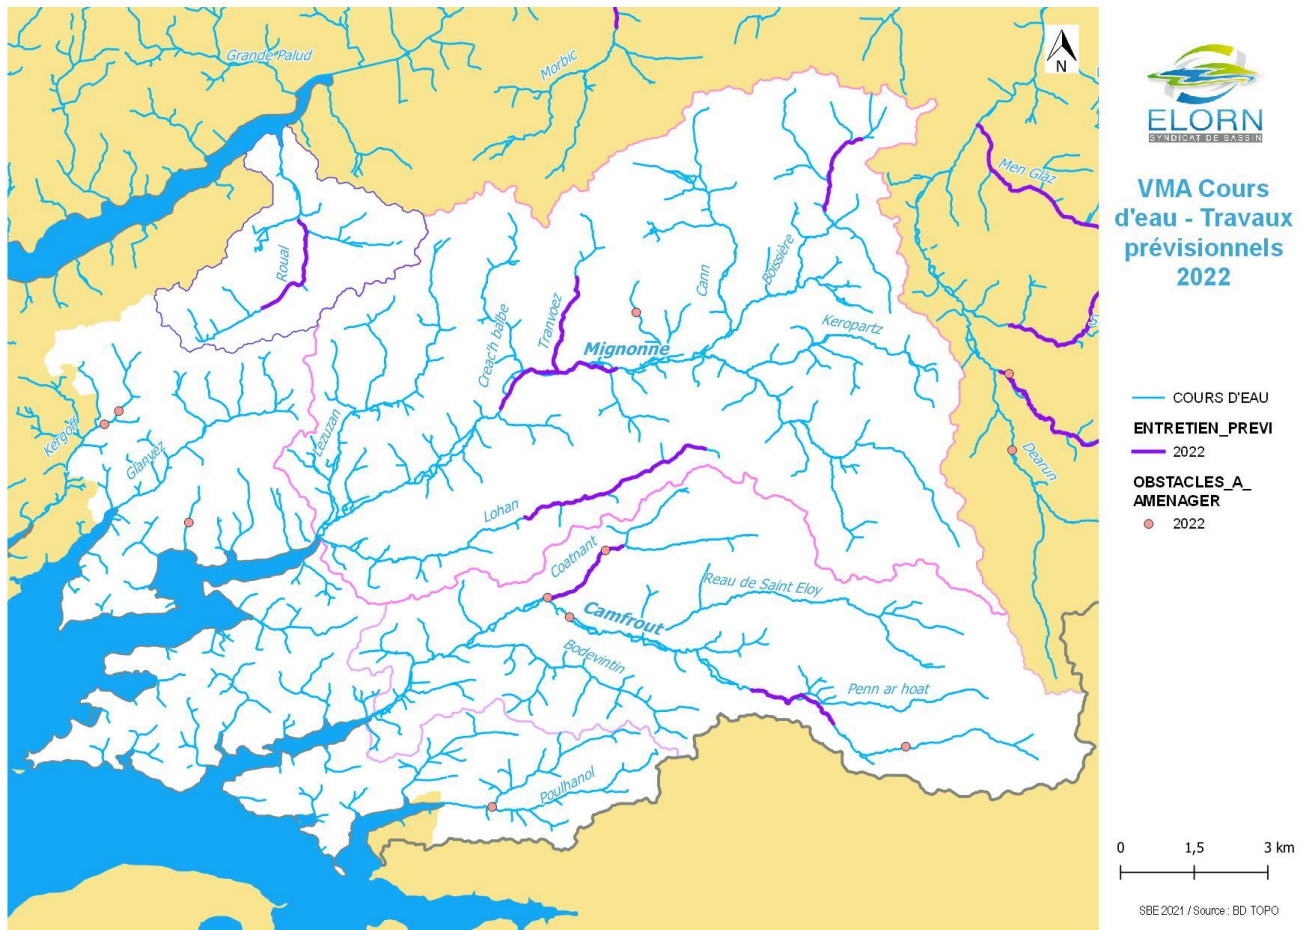 Grande Palud
Morbic
N
Men Glaz
Roual
Creac'h balbe
Tranvoez
Cann
Boissière
Keropartz
Mignonne
S
Kergoff
Glanvez
Lezuzan
Lohan
Dearun
Coatnant
Reau de Saint Eloy
Camfrout
Bodevintin
Penn ar hoat
Poulhanol
ELORN
SYNDICAT DE BASSIN
VMA Cours
d'eau - Travaux
prévisionnels
2022
COURS D'EAU
ENTRETIEN_PREVI
2022
OBSTACLES_A_
AMENAGER
2022
0 1,5 3 km
SBE 2021 / Source : BD TOPO